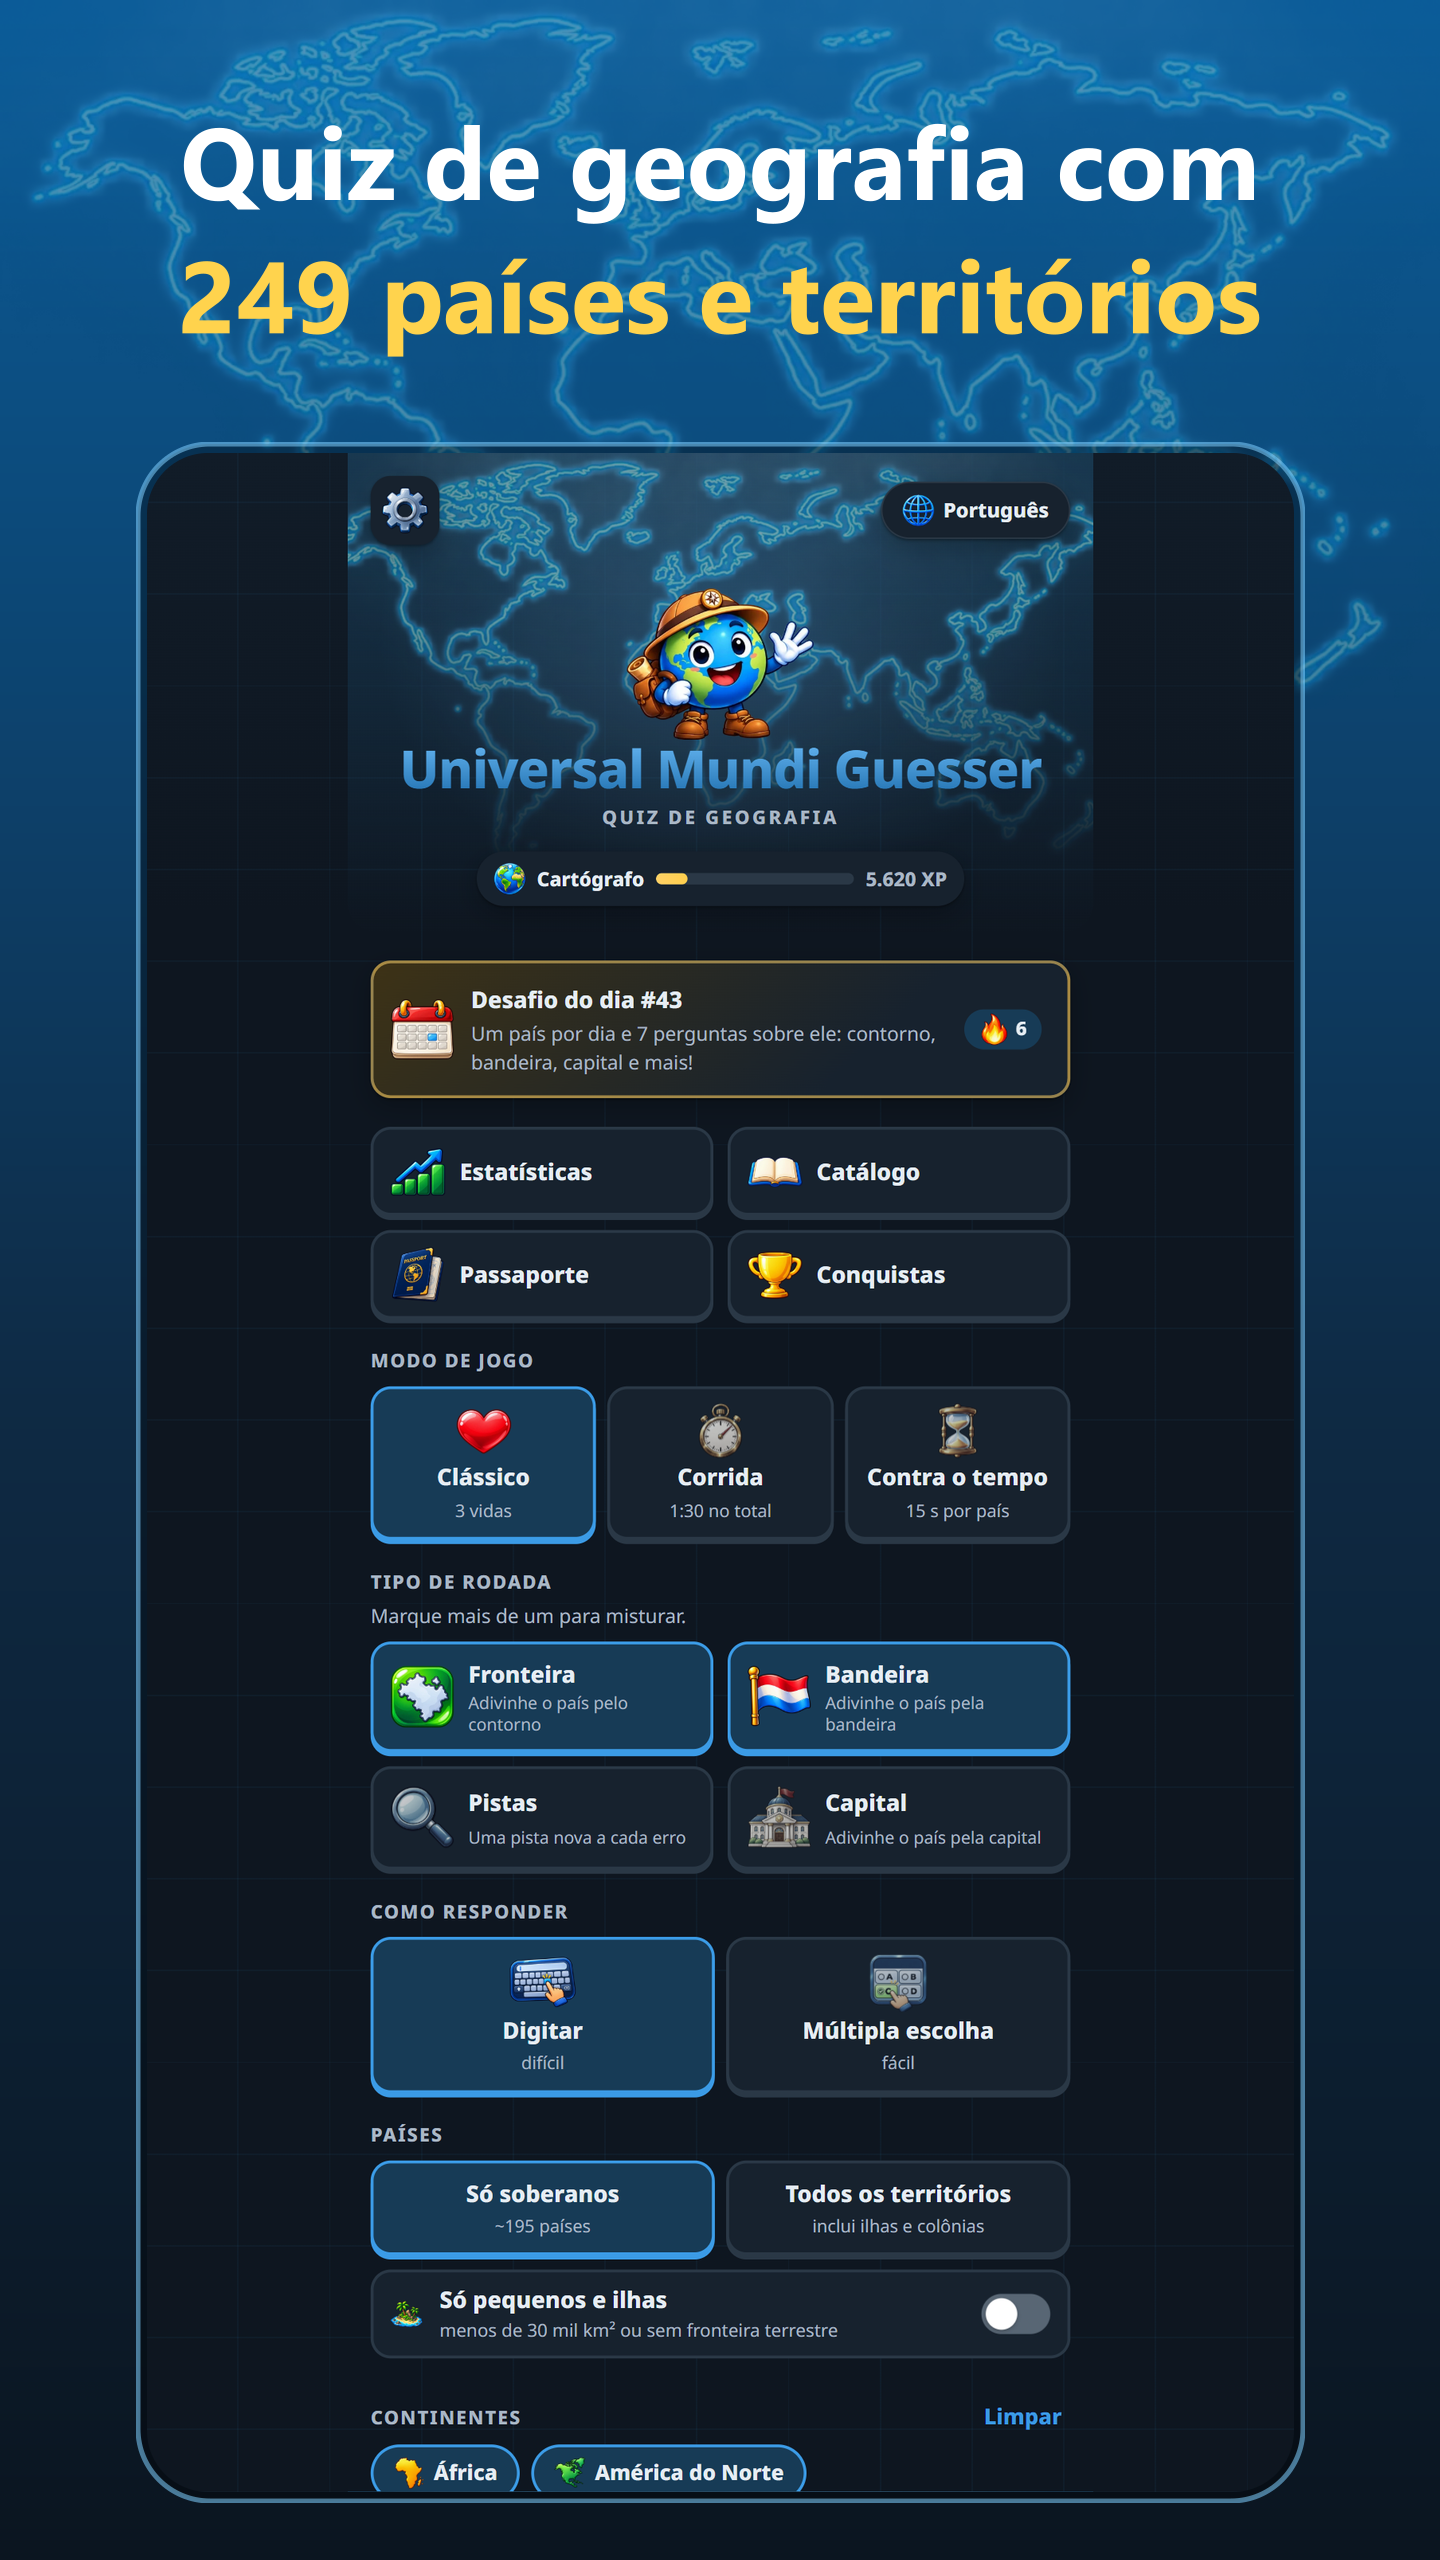 Quiz de geografia com
249 países e territórios
Português
Universal Mundi Guesser
QUIZ DE GEOGRAFIA
Cartógrafo 5.620 XP
Desafio do dia #43
Um país por dia e 7 perguntas sobre ele: contorno,
bandeira, capital e mais!
6
Estatísticas
Catálogo
PASSPORT
Passaporte
Conquistas
MODO DE JOGO
Clássico
3 vidas
Corrida
1:30 no total
Contra o tempo
15 s por país
TIPO DE RODADA
Marque mais de um para misturar.
Fronteira
Adivinhe o país pelo
contorno
Bandeira
Adivinhe o país pela
bandeira
Pistas
Uma pista nova a cada erro
Capital
Adivinhe o país pela capital
COMO RESPONDER
Digitar
difícil
A B
C D
Múltipla escolha
fácil
PAÍSES
Só soberanos
~195 países
Todos os territórios
inclui ilhas e colônias
Só pequenos e ilhas
menos de 30 mil km² ou sem fronteira terrestre
CONTINENTES
Limpar
África
América do Norte